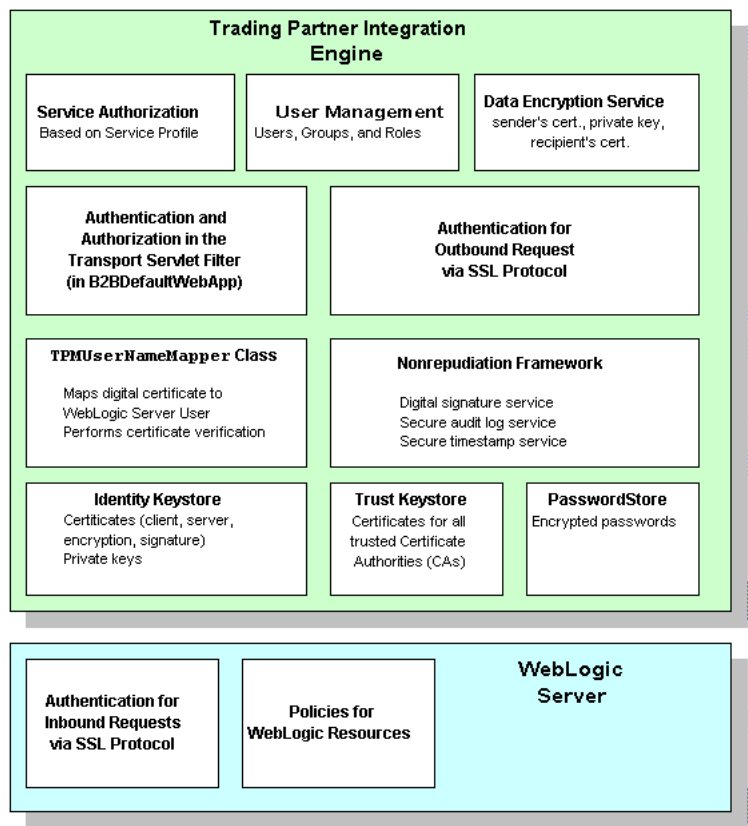 Trading Partner Integration
Engine
Service Authorization
Based on Service Profile
User Management
Users, Groups, and Roles
Data Encryption Service
sender's cert., private key,
recipient's cert.
Authentication and
Authorization in the
Transport Servlet Filter
(in B2BDefaultWebApp)
Authentication for
Outbound Request
via SSL Protocol
TPMUserNameMapper Class
Maps digital certificate to
WebLogic Server User
Performs certificate verification
Nonrepudiation Framework
Digital signature service
Secure audit log service
Secure timestamp service
Identity Keystore
Certiticates (client, server,
encryption, signature)
Private keys
Trust Keystore
Certificates for all
trusted Certificate
Authorities (CAs)
PasswordStore
Encrypted passwords
Authentication for
Inbound Requests
via SSL Protocol
Policies for
WebLogic Resources
WebLogic
Server